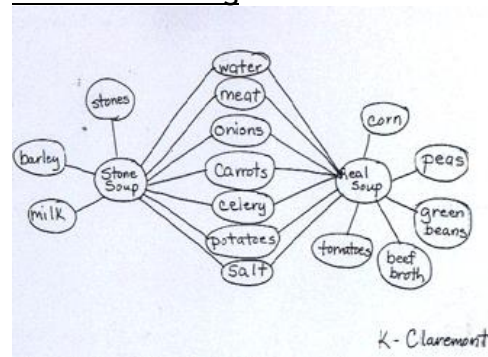 water
meat
onions
Carrots
celery
potatoes
Salt
stones
barley
milk
Stone
Soup
Real
Soup
corn
peas
green
beans
beef
broth
tomatoes
K- Claremont